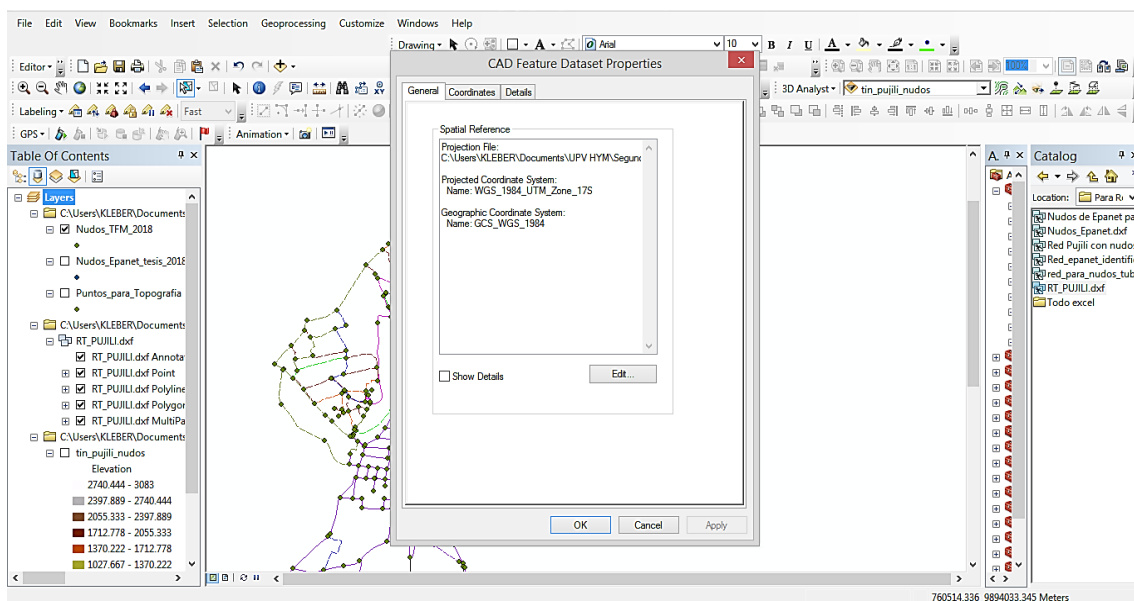 File Edit View Bookmarks Insert Selection Geoprocessing Customize Windows Help
Drawing A Arial 10 B I U A
Editor 100%
3D Analyst tin_pujili_nudos
Labeling Fast
GPS Animation
Table Of Contents
Layers
C:\Users\KLEBER\Documents
Nudos_TFM_2018
Nudos_Epanet_tesis_2018
Puntos_para_Topografia
C:\Users\KLEBER\Documents
RT_PUJILI.dxf
RT_PUJILI.dxf Annota
RT_PUJILI.dxf Point
RT_PUJILI.dxf Polyline
RT_PUJILI.dxf Polygor
RT_PUJILI.dxf MultiPa
C:\Users\KLEBER\Documents
tin_pujili_nudos
Elevation
2740.444 - 3083
2397.889 - 2740.444
2055.333 - 2397.889
1712.778 - 2055.333
1370.222 - 1712.778
1027.667 - 1370.222
CAD Feature Dataset Properties
General Coordinates Details
Spatial Reference
Projection File:
C:\Users\KLEBER\Documents\UPV HYM\Segund
Projected Coordinate System:
Name: WGS_1984_UTM_Zone_17S
Geographic Coordinate System:
Name: GCS_WGS_1984
Show Details
Edit...
OK Cancel Apply
A.
Catalog
Location: Para R
Nudos de Epanet pa
Nudos_Epanet.dxf
Red Pujili con nudos
Red_epanet_identifi
red_para_nudos_tub
RT_PUJILI.dxf
Todo excel
760514.336 9894033.345 Meters